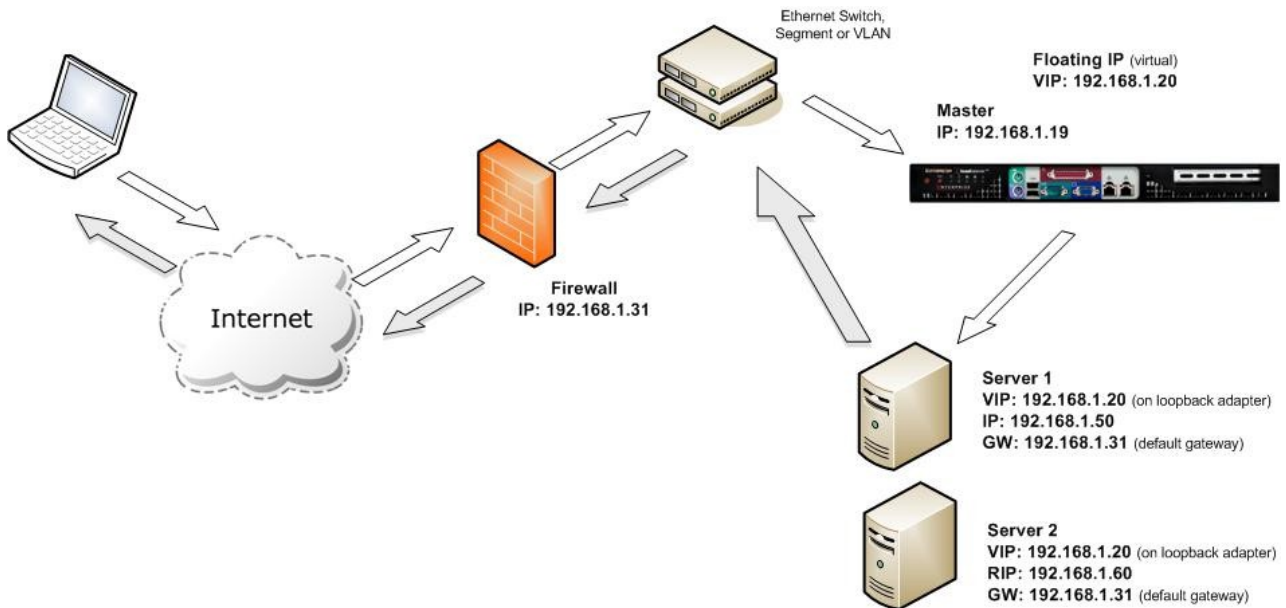 Ethernet Switch,
Segment or VLAN
Floating IP (virtual)
VIP: 192.168.1.20
Master
IP: 192.168.1.19
Firewall
IP: 192.168.1.31
Internet
Server 1
VIP: 192.168.1.20 (on loopback adapter)
IP: 192.168.1.50
GW: 192.168.1.31 (default gateway)
Server 2
VIP: 192.168.1.20 (on loopback adapter)
RIP: 192.168.1.60
GW: 192.168.1.31 (default gateway)